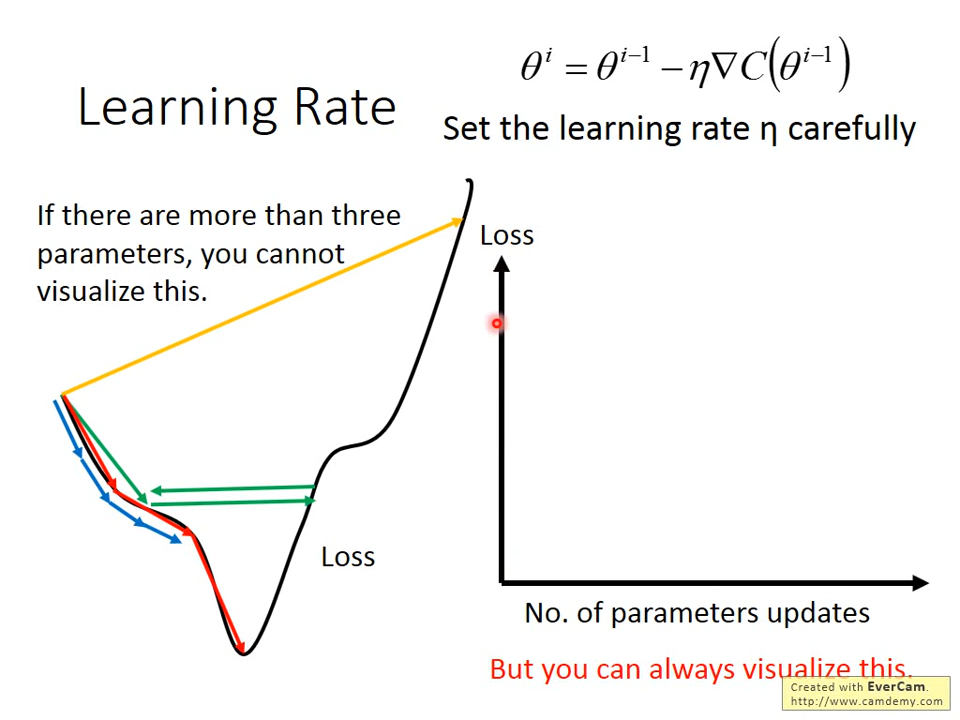 Learning Rate
θ^i = θ^{i−1} − η∇C(θ^{i−1})
Set the learning rate η carefully
If there are more than three
parameters, you cannot
visualize this.
Loss
Loss
No. of parameters updates
But you can always visualize this.
Created with EverCam.
http://www.camdemy.com